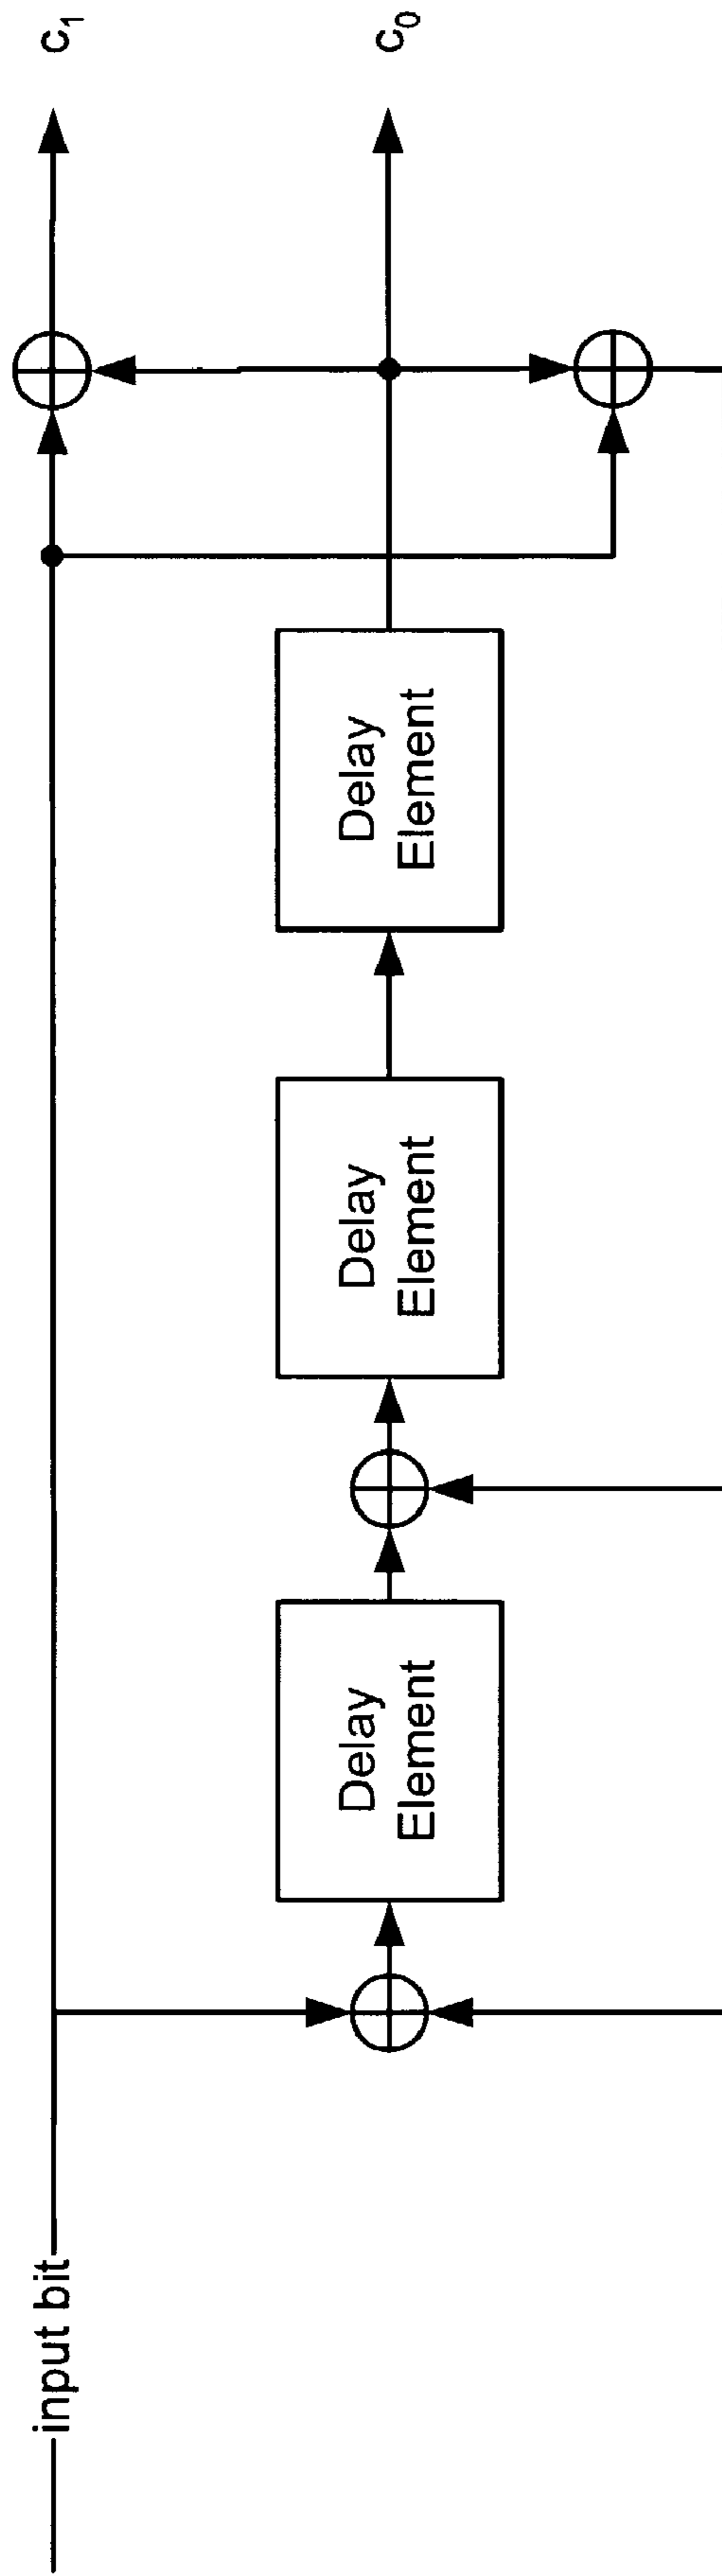 input bit
Delay
Element
Delay
Element
Delay
Element
c₁
c₀